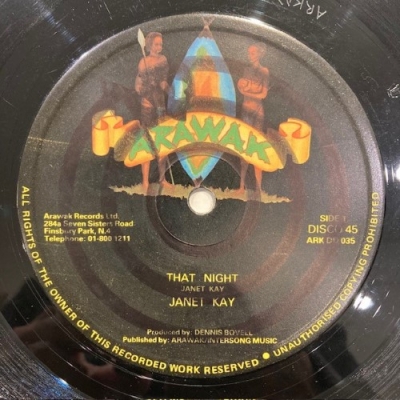 ARAWAK
Arawak Records Ltd.
284a Seven Sisters Road
Finsbury Park, N.4
Telephone: 01-800 1211
SIDE 1
DISCO 45
ARK DD 035
THAT NIGHT
JANET KAY
JANET KAY
Produced by: DENNIS BOVELL
Published by: ARAWAK/INTERSONG MUSIC
ALL RIGHTS OF THE OWNER OF THIS RECORDED WORK RESERVED • UNAUTHORISED COPYING PROHIBITED